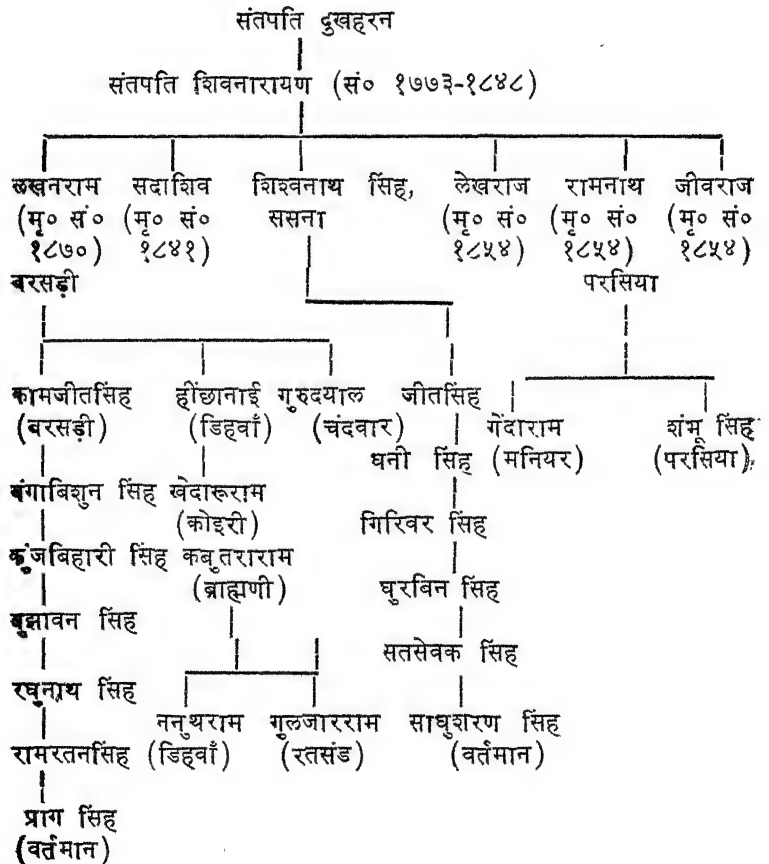 संतपति दुखहरन
संतपति शिवनारायण (सं० १७७३-१८४८)
लखनराम सदाशिव शिश्वनाथ सिंह, लेखराज रामनाथ जीवराज
(मृ० सं० (मृ० सं० ससना (मृ० सं० (मृ० सं० (मृ० सं०
१८७०) १८४१) १८५४) १८५४) १८५४)
बरसड़ी परसिया
कामजीतसिंह हींछानाई गुरुदयाल जीतसिंह
(बरसड़ी) (डिहवाँ) (चंदवार) गेंदाराम शंभू सिंह
धनी सिंह (मनियर) (परसिया)
बंगाबिशुन सिंह खेदारूराम
(कोइरी) गिरिवर सिंह
कुंजबिहारी सिंह कबुतराराम
(ब्राह्मणी) घुरबिन सिंह
बुझावन सिंह
सतसेवक सिंह
रघुनाथ सिंह
ननुथराम गुलजारराम साधुशरण सिंह
रामरतनसिंह (डिहवाँ) (रतसंड) (वर्तमान)
प्राग सिंह
(वर्तमान)